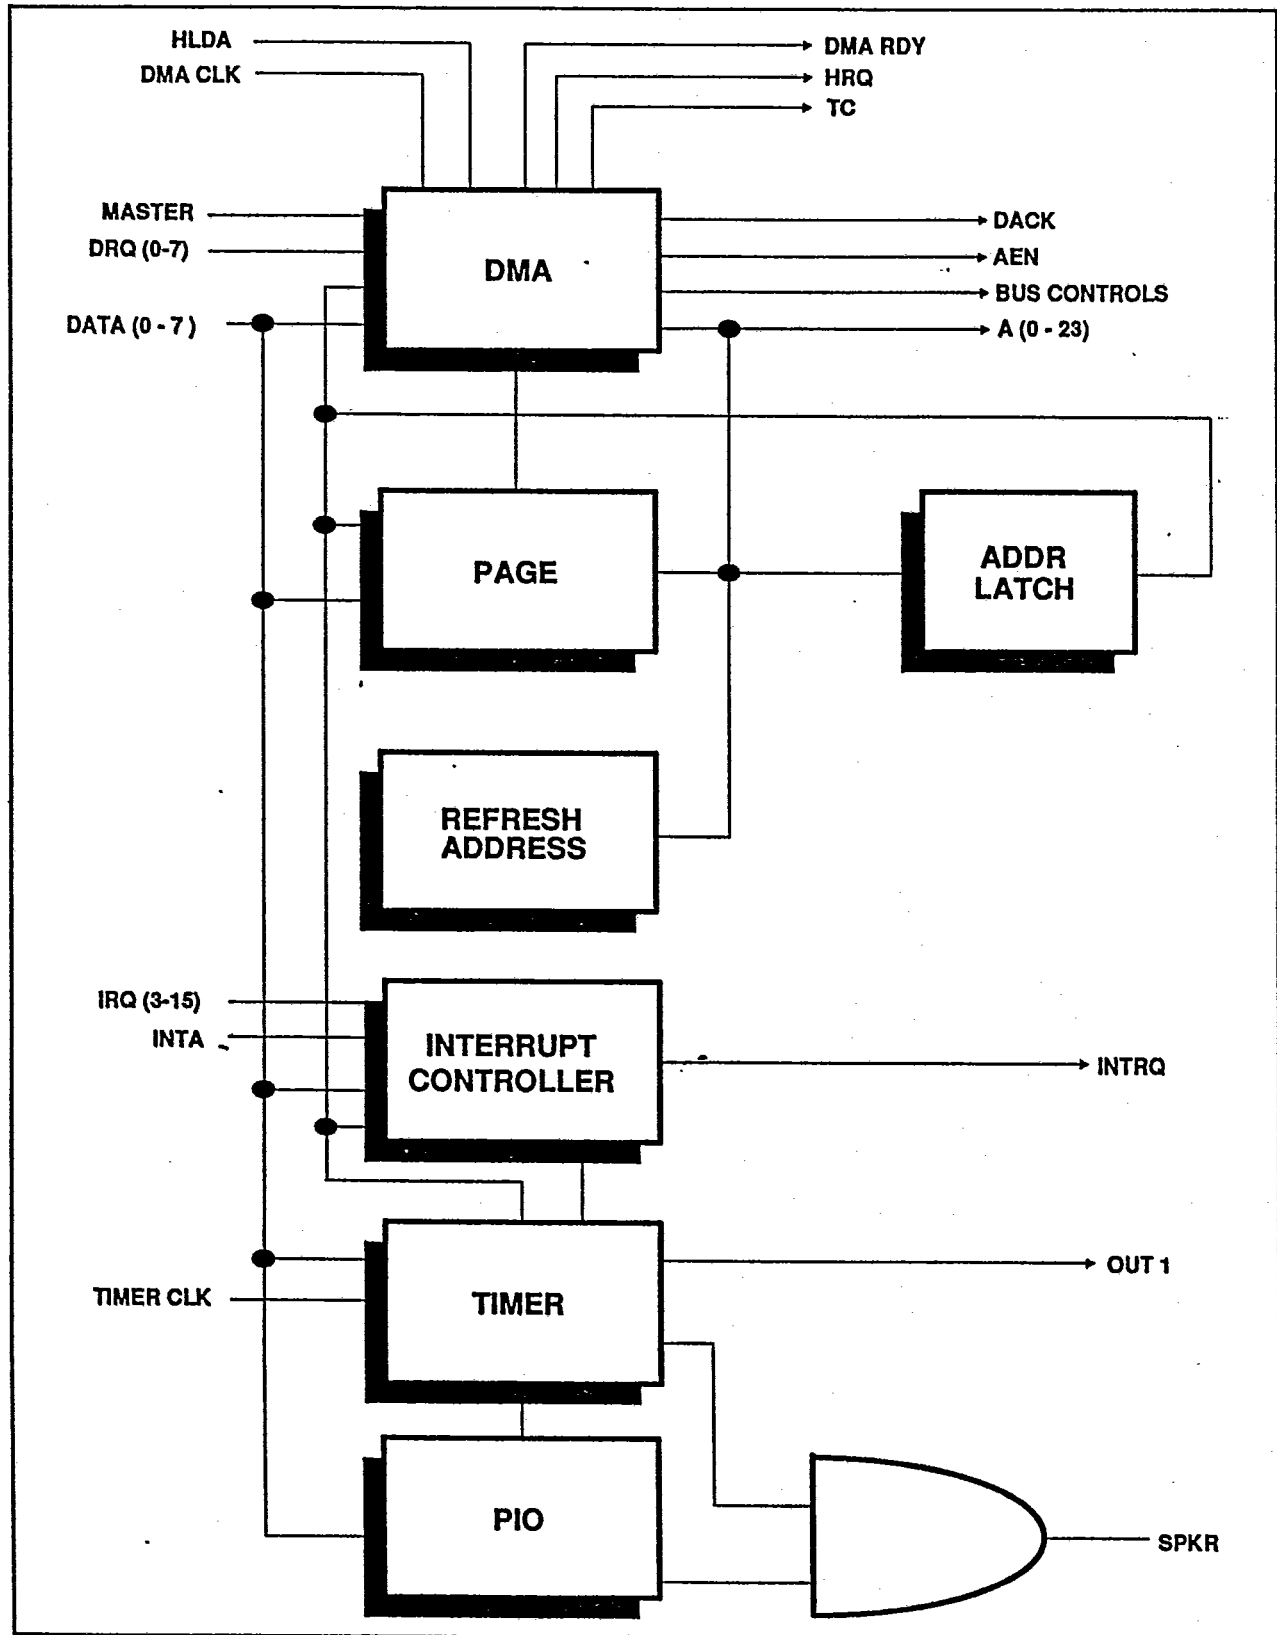 HLDA
DMA CLK
DMA RDY
HRQ
TC
MASTER
DRQ (0-7)
DATA (0 - 7 )
DMA
DACK
AEN
BUS CONTROLS
A (0 - 23)
PAGE
ADDR
LATCH
REFRESH
ADDRESS
IRQ (3-15)
INTA
INTERRUPT
CONTROLLER
INTRQ
TIMER CLK
TIMER
OUT 1
PIO
SPKR